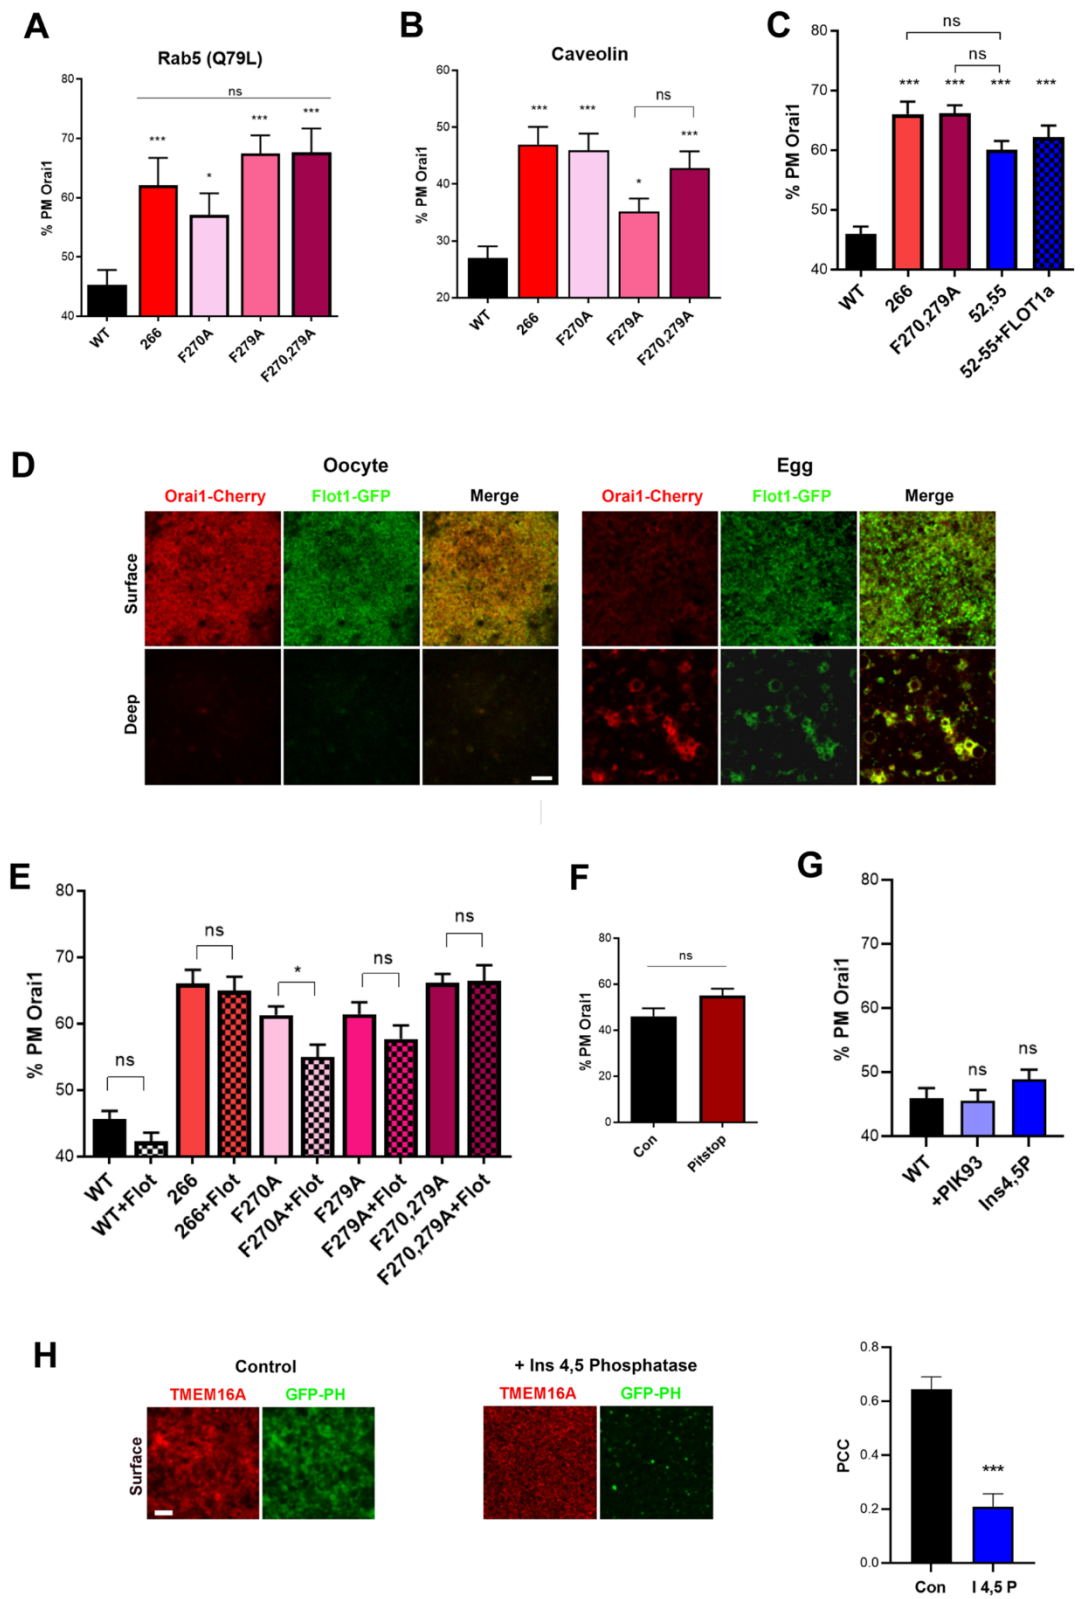 A
Rab5 (Q79L)
% PM Orai1
80
70
60
50
40
ns
***
*
***
***
WT
266
F270A
F279A
F270,279A
B
Caveolin
% PM Orai1
60
50
40
30
20
***
***
*
ns
***
WT
266
F270A
F279A
F270,279A
C
% PM Orai1
80
70
60
50
40
ns
ns
***
***
***
***
WT
266
F270,279A
52,55
52-55+FLOT1a
D
Oocyte
Egg
Orai1-Cherry
Flot1-GFP
Merge
Orai1-Cherry
Flot1-GFP
Merge
Surface
Deep
E
% PM Orai1
80
70
60
50
40
ns
ns
*
ns
ns
WT
WT+Flot
266
266+Flot
F270A
F270A+Flot
F279A
F279A+Flot
F270,279A
F270,279A+Flot
F
% PM Orai1
80
60
40
20
0
ns
Con
Pitstop
G
% PM Orai1
80
70
60
50
40
ns
ns
WT
+PIK93
Ins4,5P
H
Control
+ Ins 4,5 Phosphatase
TMEM16A
GFP-PH
TMEM16A
GFP-PH
Surface
PCC
0.8
0.6
0.4
0.2
0.0
***
Con
I 4,5 P